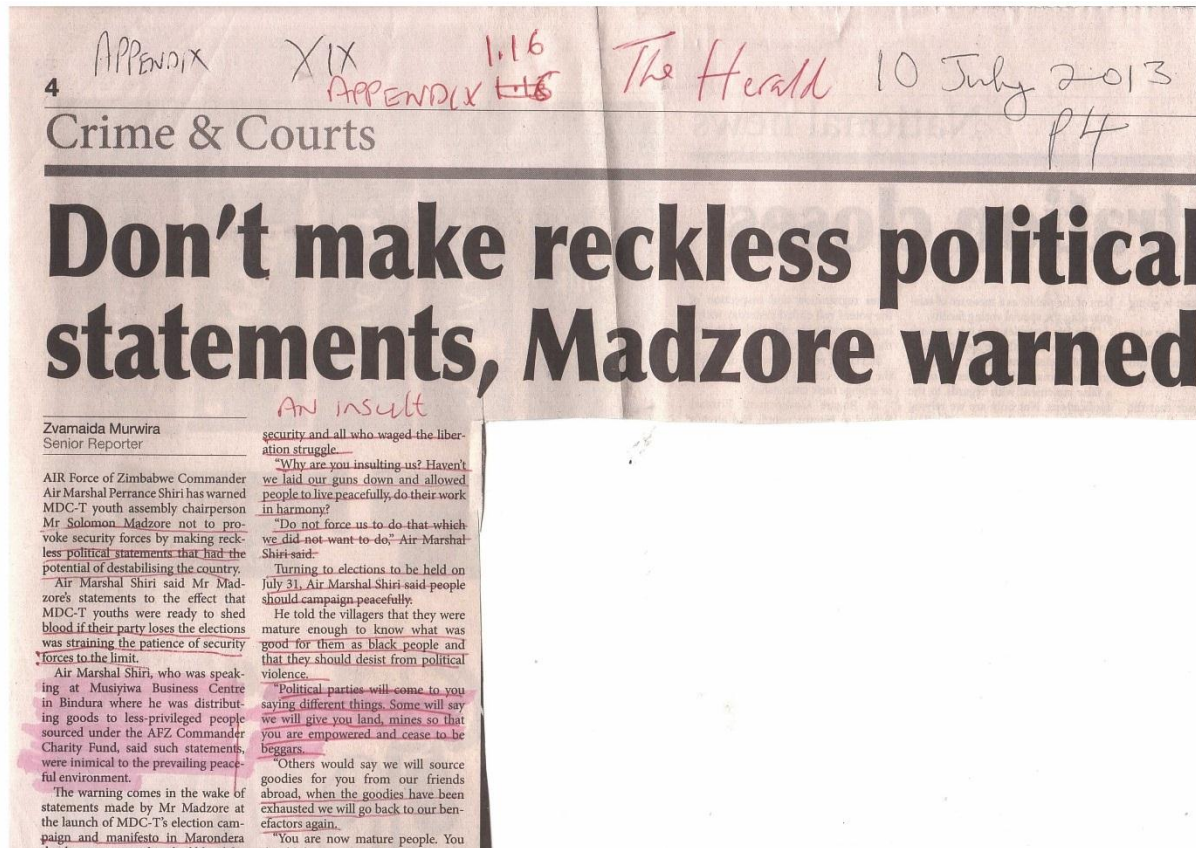 APPENDIX XIX
1.16
APPENDIX 1.16
The Herald 10 July 2013
P4
4
Crime & Courts
Don't make reckless political
statements, Madzore warned
Zvamaida Murwira
Senior Reporter
AIR Force of Zimbabwe Commander
Air Marshal Perrance Shiri has warned
MDC-T youth assembly chairperson
Mr Solomon Madzore not to pro-
voke security forces by making reck-
less political statements that had the
potential of destabilising the country.
Air Marshal Shiri said Mr Mad-
zore's statements to the effect that
MDC-T youths were ready to shed
blood if their party loses the elections
was straining the patience of security
forces to the limit.
Air Marshal Shiri, who was speak-
ing at Musiyiwa Business Centre
in Bindura where he was distribut-
ing goods to less-privileged people
sourced under the AFZ Commander
Charity Fund, said such statements,
were inimical to the prevailing peace-
ful environment.
The warning comes in the wake of
statements made by Mr Madzore at
the launch of MDC-T's election cam-
paign and manifesto in Marondera
AN INSULT
security and all who waged the liber-
ation struggle.
"Why are you insulting us? Haven't
we laid our guns down and allowed
people to live peacefully, do their work
in harmony?
"Do not force us to do that which
we did not want to do," Air Marshal
Shiri said.
Turning to elections to be held on
July 31, Air Marshal Shiri said people
should campaign peacefully.
He told the villagers that they were
mature enough to know what was
good for them as black people and
that they should desist from political
violence.
"Political parties will come to you
saying different things. Some will say
we will give you land, mines so that
you are empowered and cease to be
beggars.
"Others would say we will source
goodies for you from our friends
abroad, when the goodies have been
exhausted we will go back to our ben-
efactors again.
"You are now mature people. You